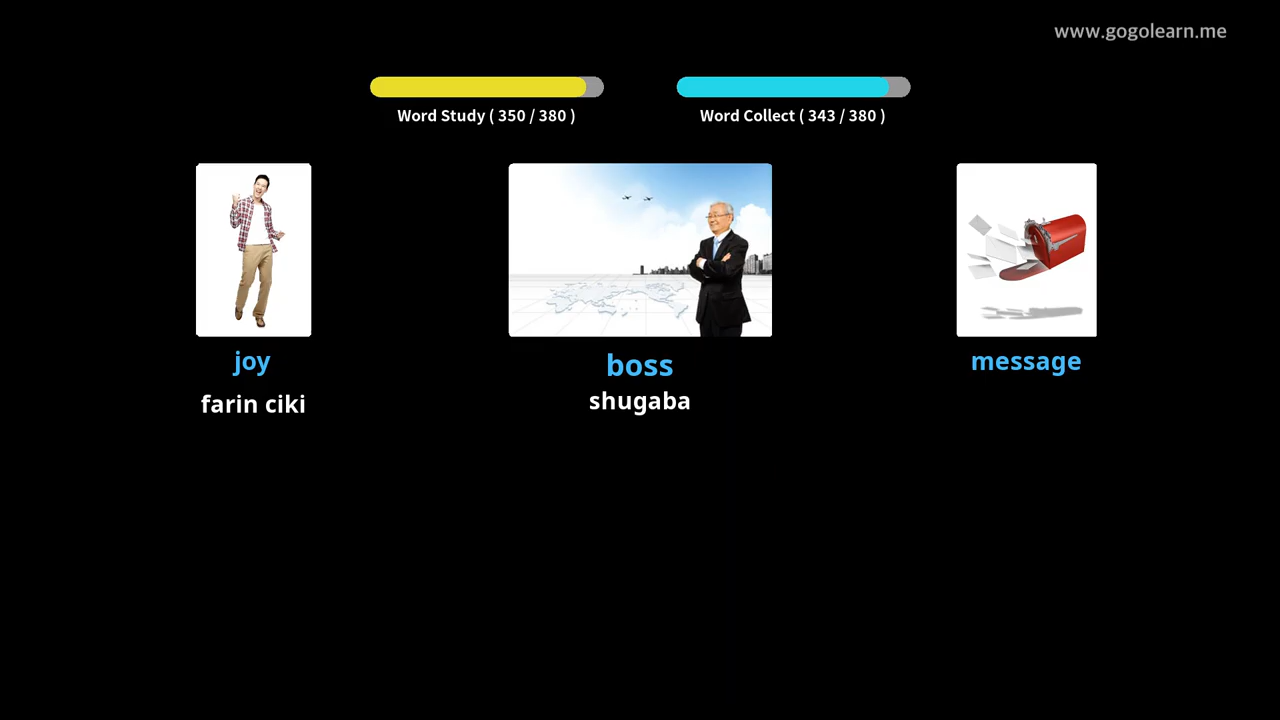 www.gogolearn.me
Word Study ( 350 / 380 )
Word Collect ( 343 / 380 )
joy
boss
message
farin ciki
shugaba